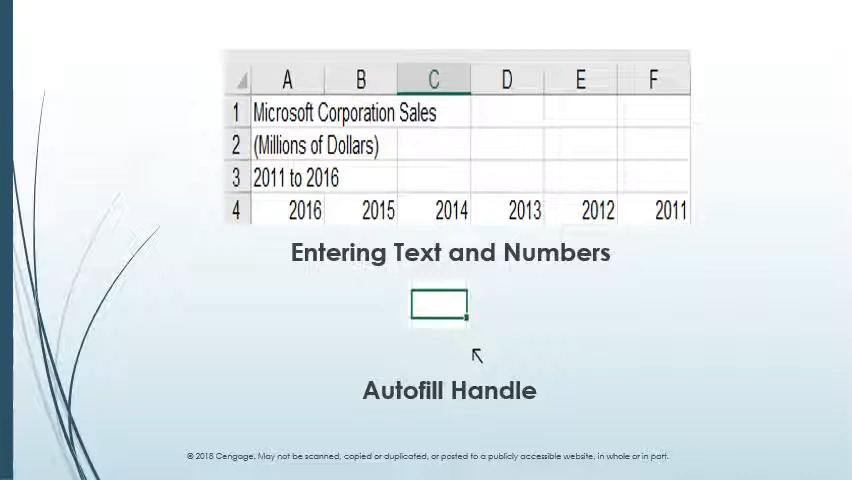 A B C D E F
1 Microsoft Corporation Sales
2 (Millions of Dollars)
3 2011 to 2016
4 2016 2015 2014 2013 2012 2011
Entering Text and Numbers
Autofill Handle
© 2018 Cengage. May not be scanned, copied or duplicated, or posted to a publicly accessible website, in whole or in part.